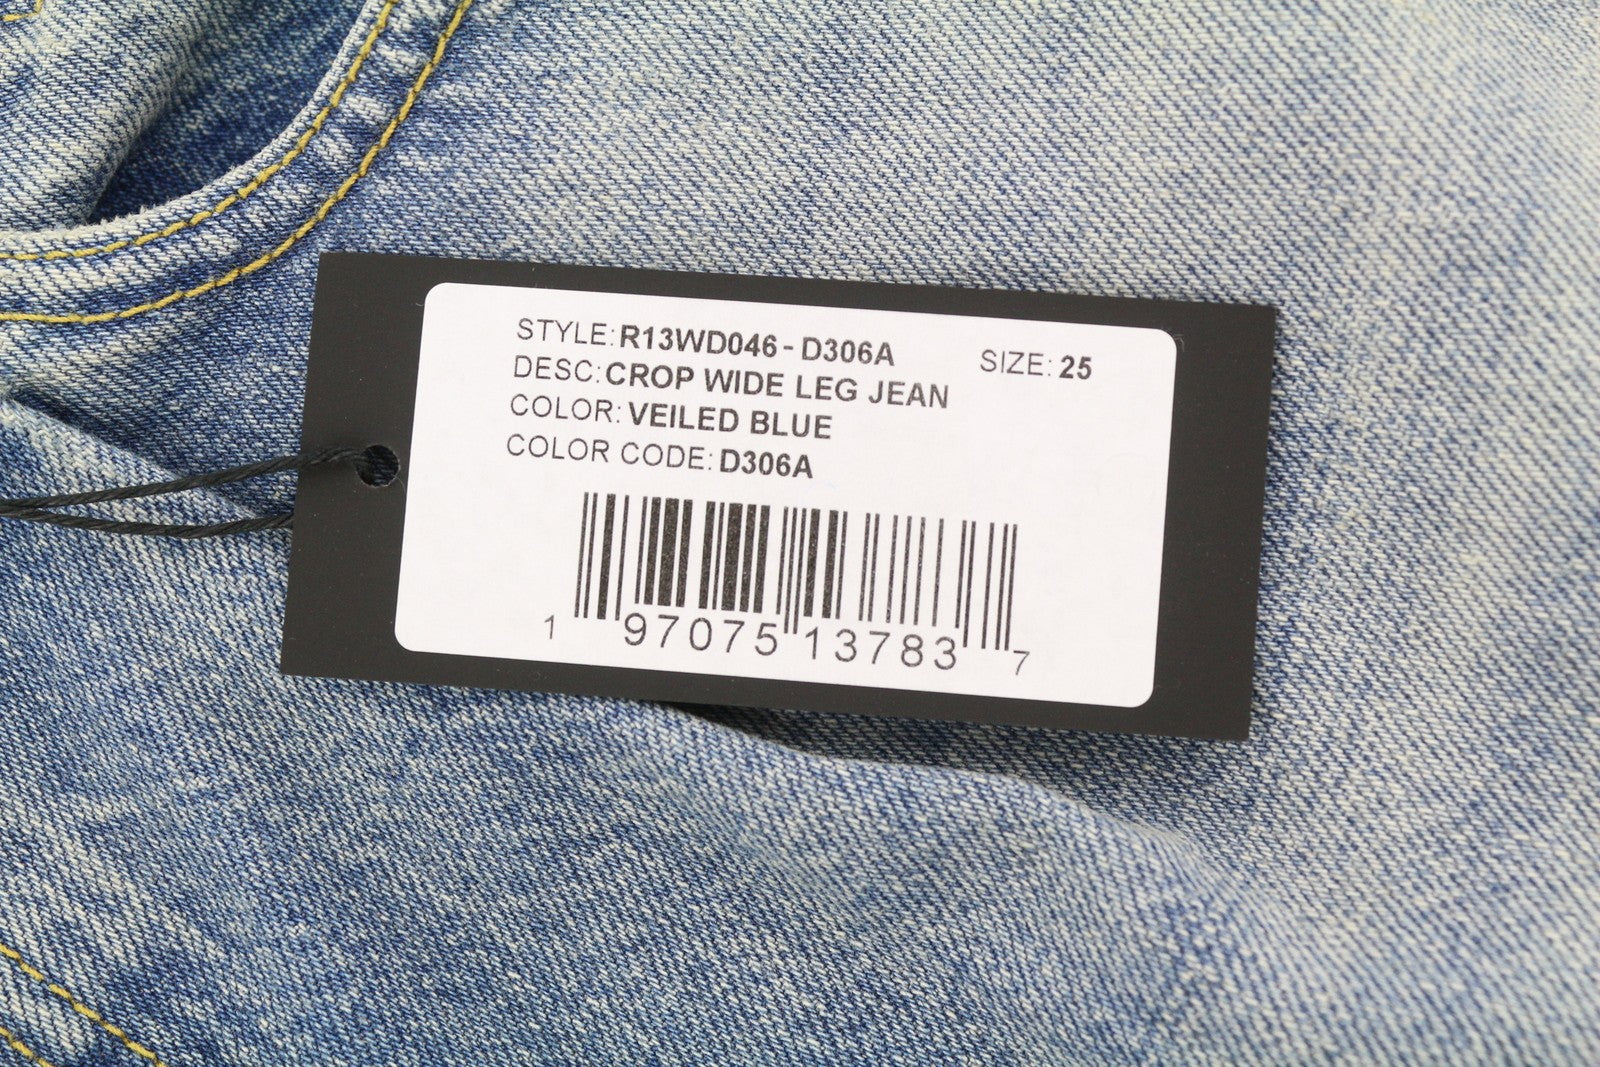 STYLE: R13WD046 - D306A SIZE: 25
DESC: CROP WIDE LEG JEAN
COLOR: VEILED BLUE
COLOR CODE: D306A
1 97075 13783 7